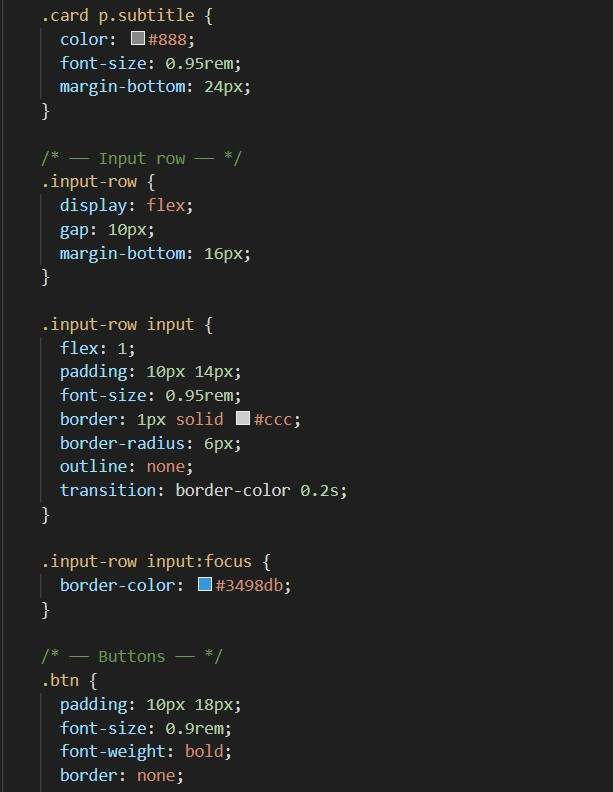 .card p.subtitle {
color: #888;
font-size: 0.95rem;
margin-bottom: 24px;
}
/* —— Input row —— */
.input-row {
display: flex;
gap: 10px;
margin-bottom: 16px;
}
.input-row input {
flex: 1;
padding: 10px 14px;
font-size: 0.95rem;
border: 1px solid #ccc;
border-radius: 6px;
outline: none;
transition: border-color 0.2s;
}
.input-row input:focus {
border-color: #3498db;
}
/* —— Buttons —— */
.btn {
padding: 10px 18px;
font-size: 0.9rem;
font-weight: bold;
border: none;